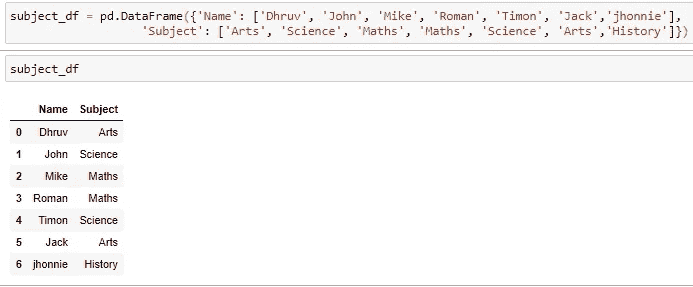 subject_df = pd.DataFrame({'Name': ['Dhruv', 'John', 'Mike', 'Roman', 'Timon', 'Jack','jhonnie'],
'Subject': ['Arts', 'Science', 'Maths', 'Maths', 'Science', 'Arts','History']})
subject_df
Name Subject
0 Dhruv Arts
1 John Science
2 Mike Maths
3 Roman Maths
4 Timon Science
5 Jack Arts
6 jhonnie History